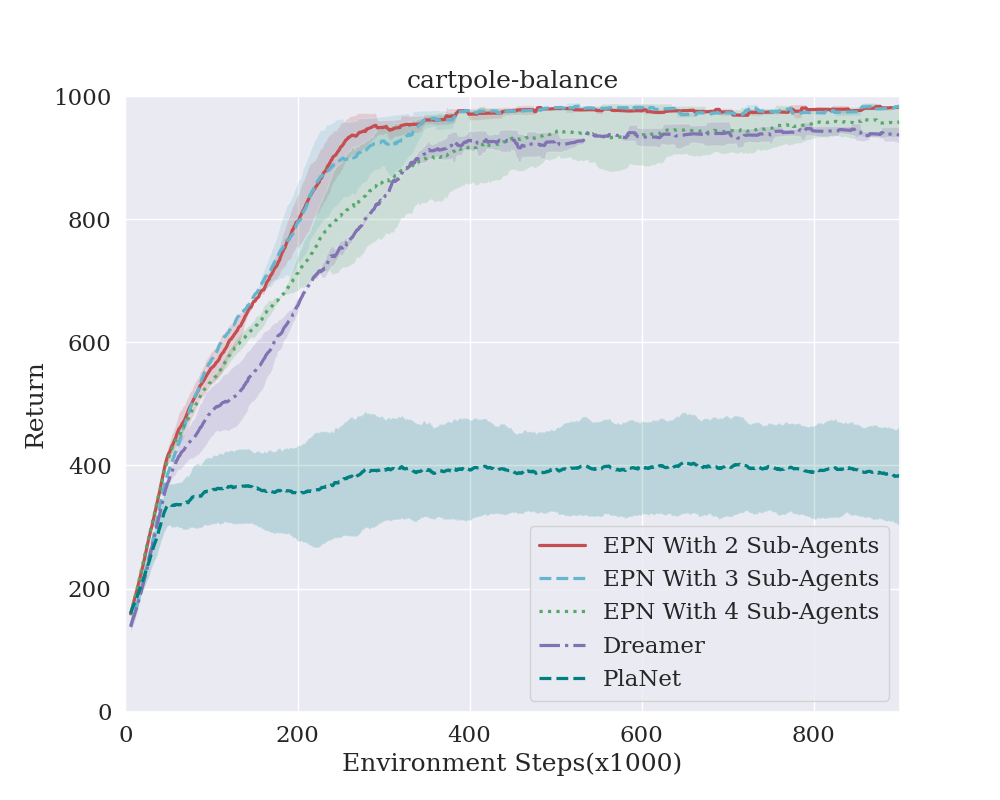 cartpole-balance
1000
800
600
400
200
0
Return
0 200 400 600 800
Environment Steps(x1000)
EPN With 2 Sub-Agents
EPN With 3 Sub-Agents
EPN With 4 Sub-Agents
Dreamer
PlaNet